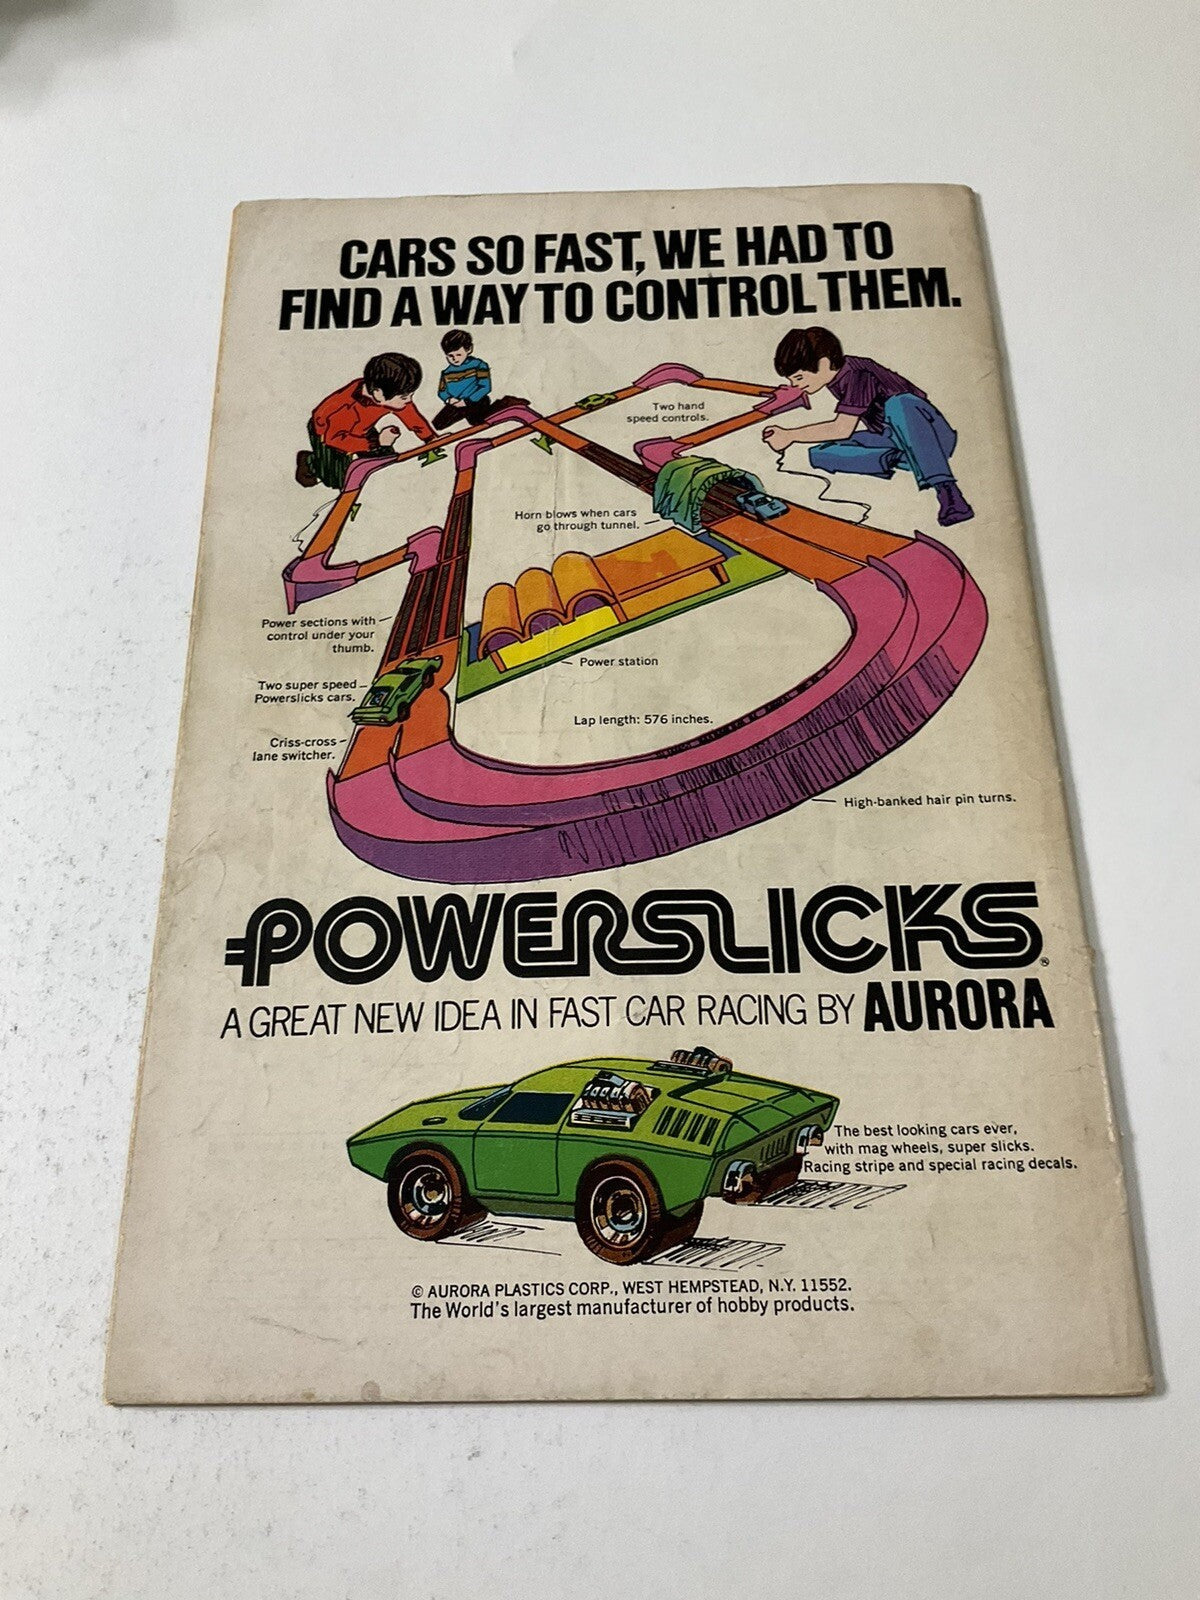 CARS SO FAST, WE HAD TO
FIND A WAY TO CONTROL THEM.
Two hand
speed controls.
Horn blows when cars
go through tunnel.
Power sections with
control under your
thumb.
Power station
Two super speed
Powerslicks cars.
Lap length: 576 inches.
Criss-cross
lane switcher.
High-banked hair pin turns.
POWERSLICKS®
A GREAT NEW IDEA IN FAST CAR RACING BY AURORA
The best looking cars ever,
with mag wheels, super slicks.
Racing stripe and special racing decals.
© AURORA PLASTICS CORP., WEST HEMPSTEAD, N.Y. 11552.
The World's largest manufacturer of hobby products.